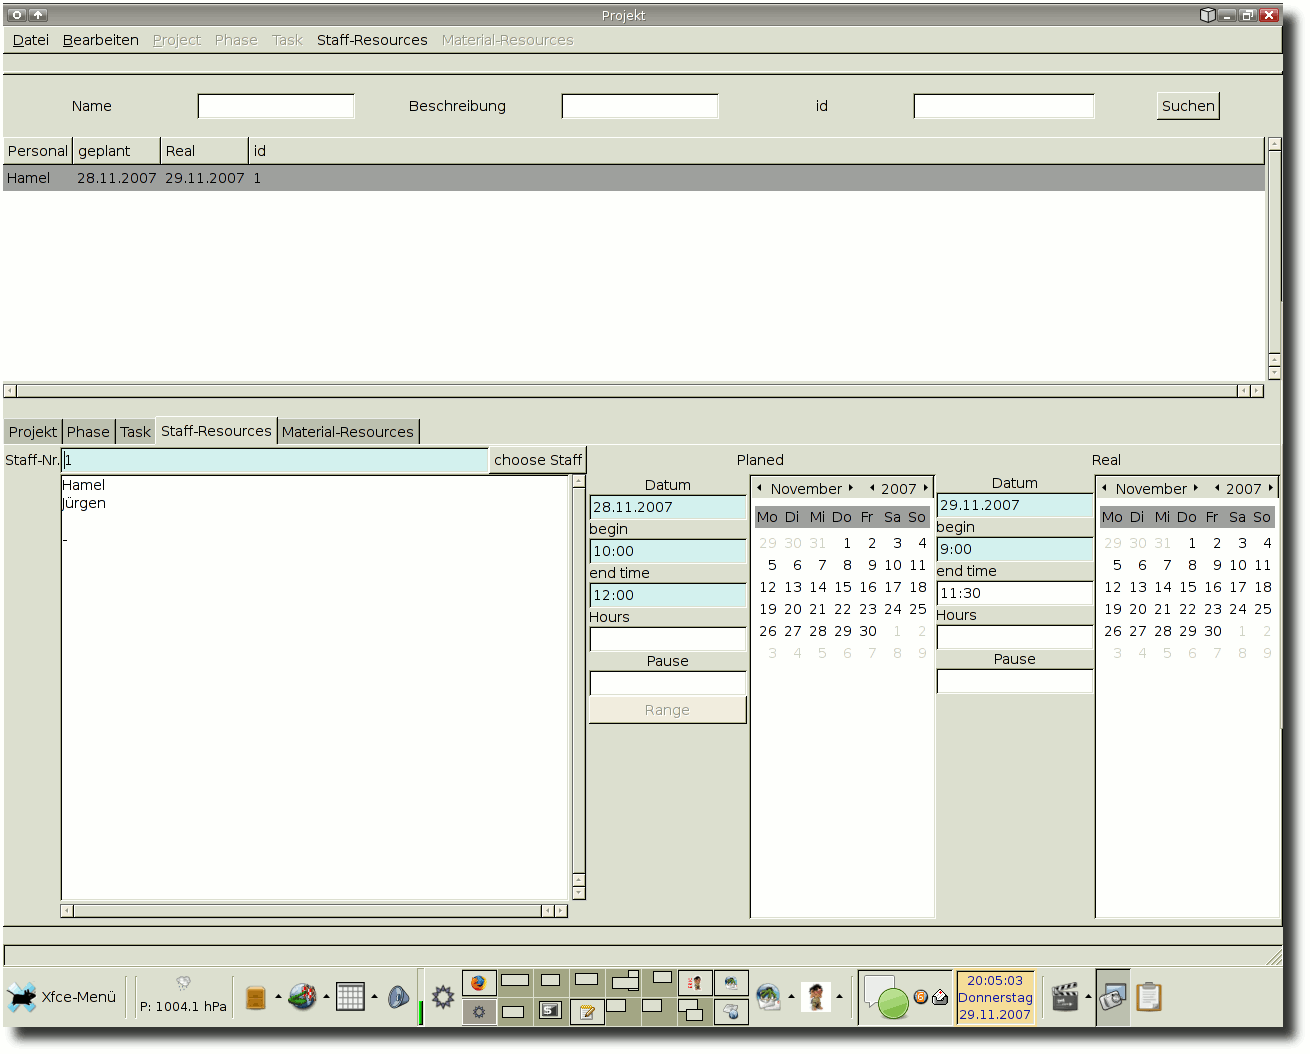 Projekt
Datei Bearbeiten Project Phase Task Staff-Resources Material-Resources
Name Beschreibung id Suchen
Personal geplant Real id
Hamel 28.11.2007 29.11.2007 1
Projekt Phase Task Staff-Resources Material-Resources
Staff-Nr. 1 choose Staff
Hamel
Jürgen
-
Planed
Datum
28.11.2007
begin
10:00
end time
12:00
Hours
Pause
Range
November 2007
Mo Di Mi Do Fr Sa So
29 30 31 1 2 3 4
5 6 7 8 9 10 11
12 13 14 15 16 17 18
19 20 21 22 23 24 25
26 27 28 29 30 1 2
3 4 5 6 7 8 9
Real
Datum
29.11.2007
begin
9:00
end time
11:30
Hours
Pause
November 2007
Mo Di Mi Do Fr Sa So
29 30 31 1 2 3 4
5 6 7 8 9 10 11
12 13 14 15 16 17 18
19 20 21 22 23 24 25
26 27 28 29 30 1 2
3 4 5 6 7 8 9
Xfce-Menü
P: 1004.1 hPa
20:05:03
Donnerstag
29.11.2007